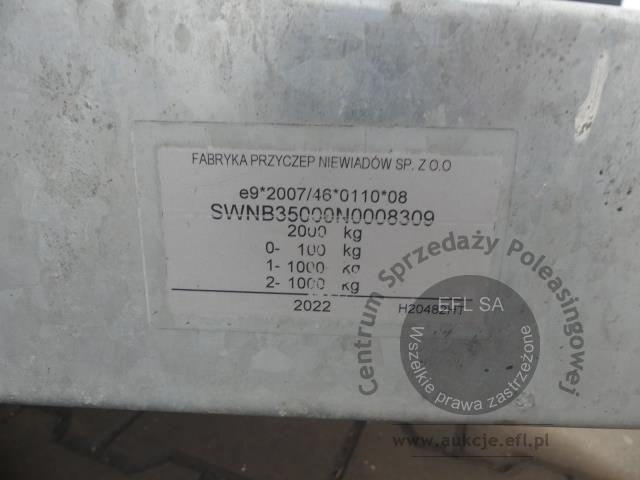 FABRYKA PRZYCZEP NIEWIADÓW SP. Z O.O
e9*2007/46*0110*08
SWNB35000N0008309
2000 kg
0- 100 kg
1- 1000 kg
2- 1000 kg
2022 H20482HT
Centrum Sprzedaży Poleasingowej
EFL SA
Wszelkie prawa zastrzeżone
www.aukcje.efl.pl